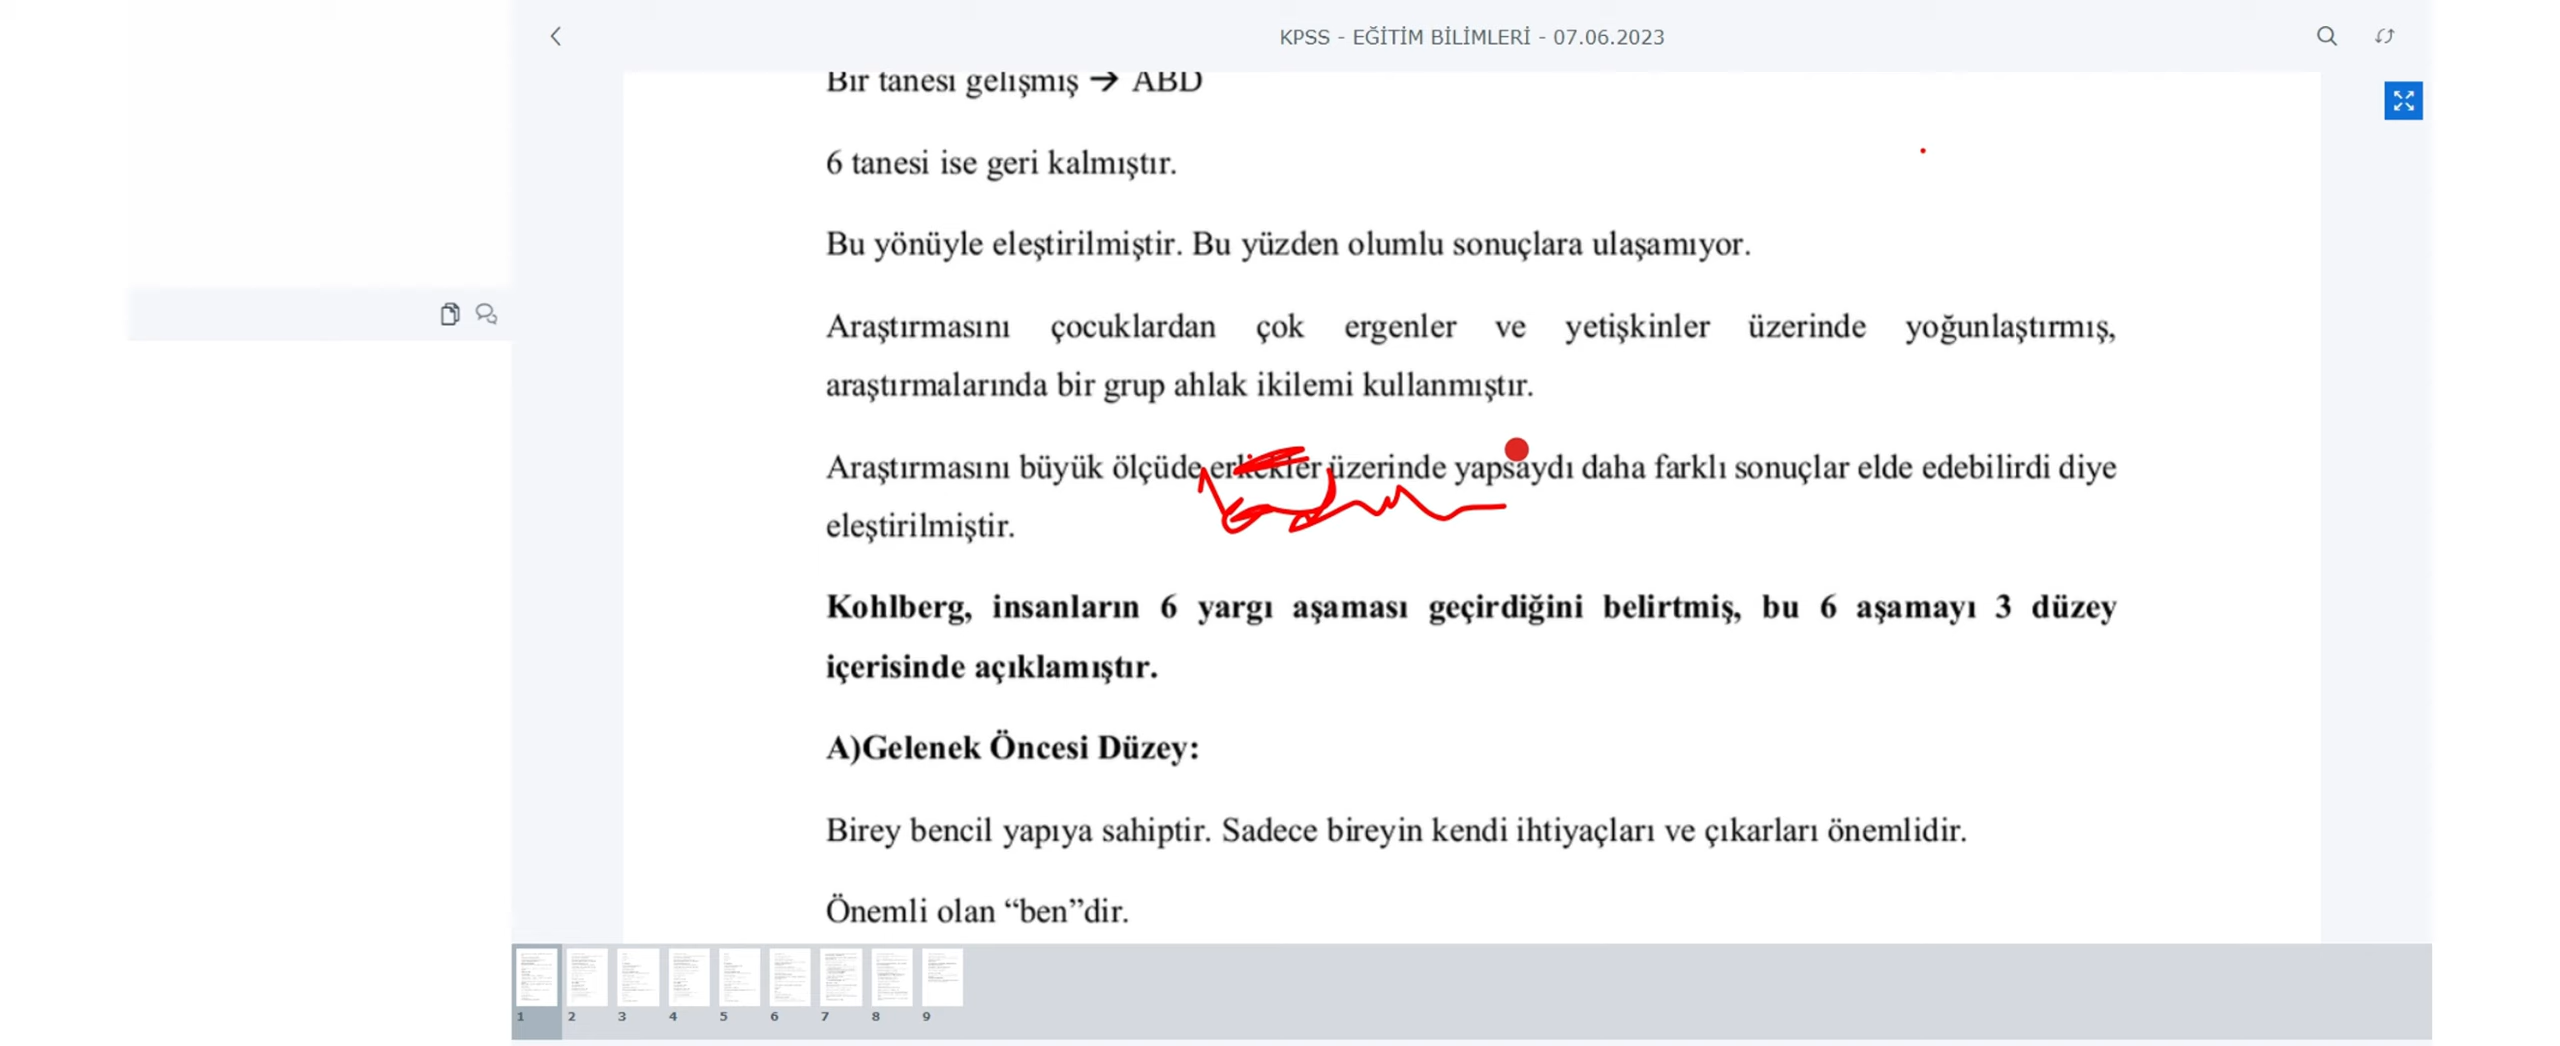 KPSS - EĞİTİM BİLİMLERİ - 07.06.2023
Bir tanesi gelişmiş → ABD
6 tanesi ise geri kalmıştır.
Bu yönüyle eleştirilmiştir. Bu yüzden olumlu sonuçlara ulaşamıyor.
Araştırmasını çocuklardan çok ergenler ve yetişkinler üzerinde yoğunlaştırmış,
araştırmalarında bir grup ahlak ikilemi kullanmıştır.
Araştırmasını büyük ölçüde erkekler üzerinde yapsaydı daha farklı sonuçlar elde edebilirdi diye
eleştirilmiştir.
Kohlberg, insanların 6 yargı aşaması geçirdiğini belirtmiş, bu 6 aşamayı 3 düzey
içerisinde açıklamıştır.
A)Gelenek Öncesi Düzey:
Birey bencil yapıya sahiptir. Sadece bireyin kendi ihtiyaçları ve çıkarları önemlidir.
Önemli olan “ben”dir.
1 2 3 4 5 6 7 8 9